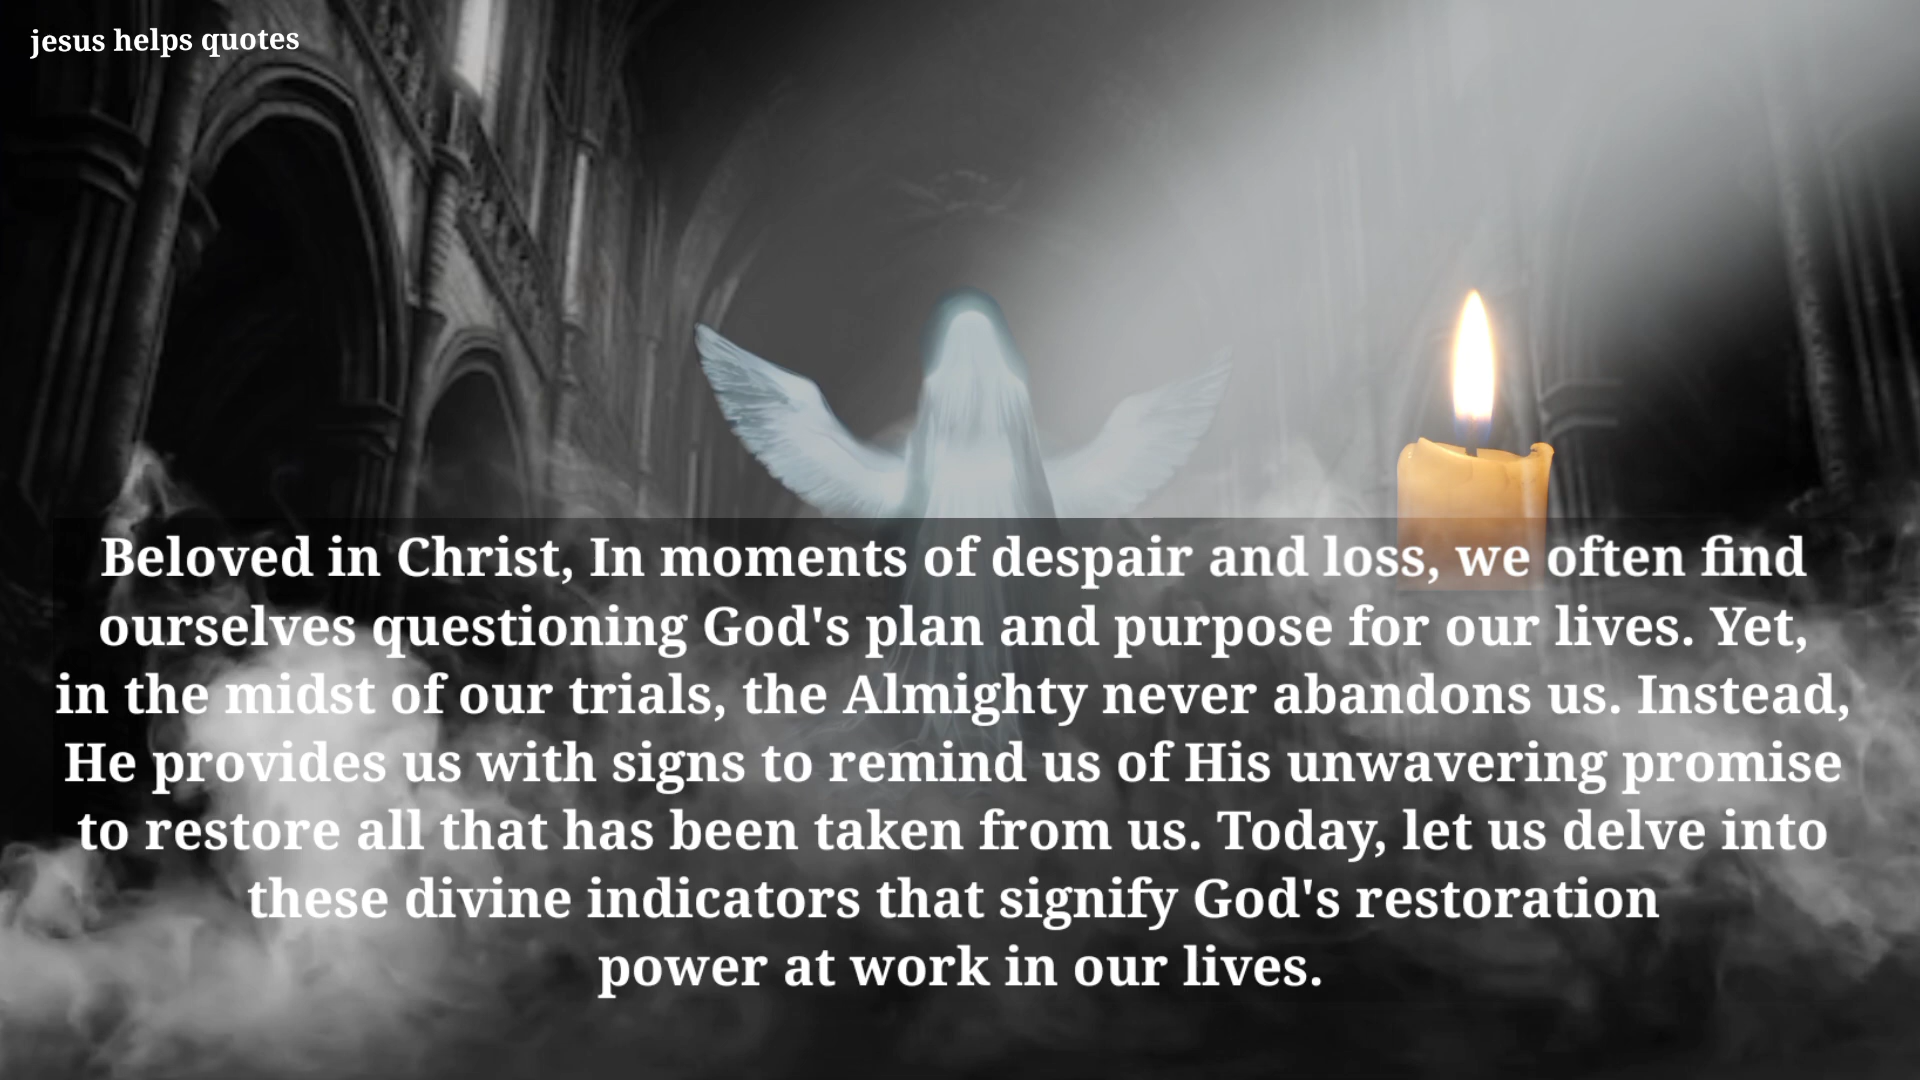 jesus helps quotes
Beloved in Christ, In moments of despair and loss, we often find
ourselves questioning God's plan and purpose for our lives. Yet,
in the midst of our trials, the Almighty never abandons us. Instead,
He provides us with signs to remind us of His unwavering promise
to restore all that has been taken from us. Today, let us delve into
these divine indicators that signify God's restoration
power at work in our lives.